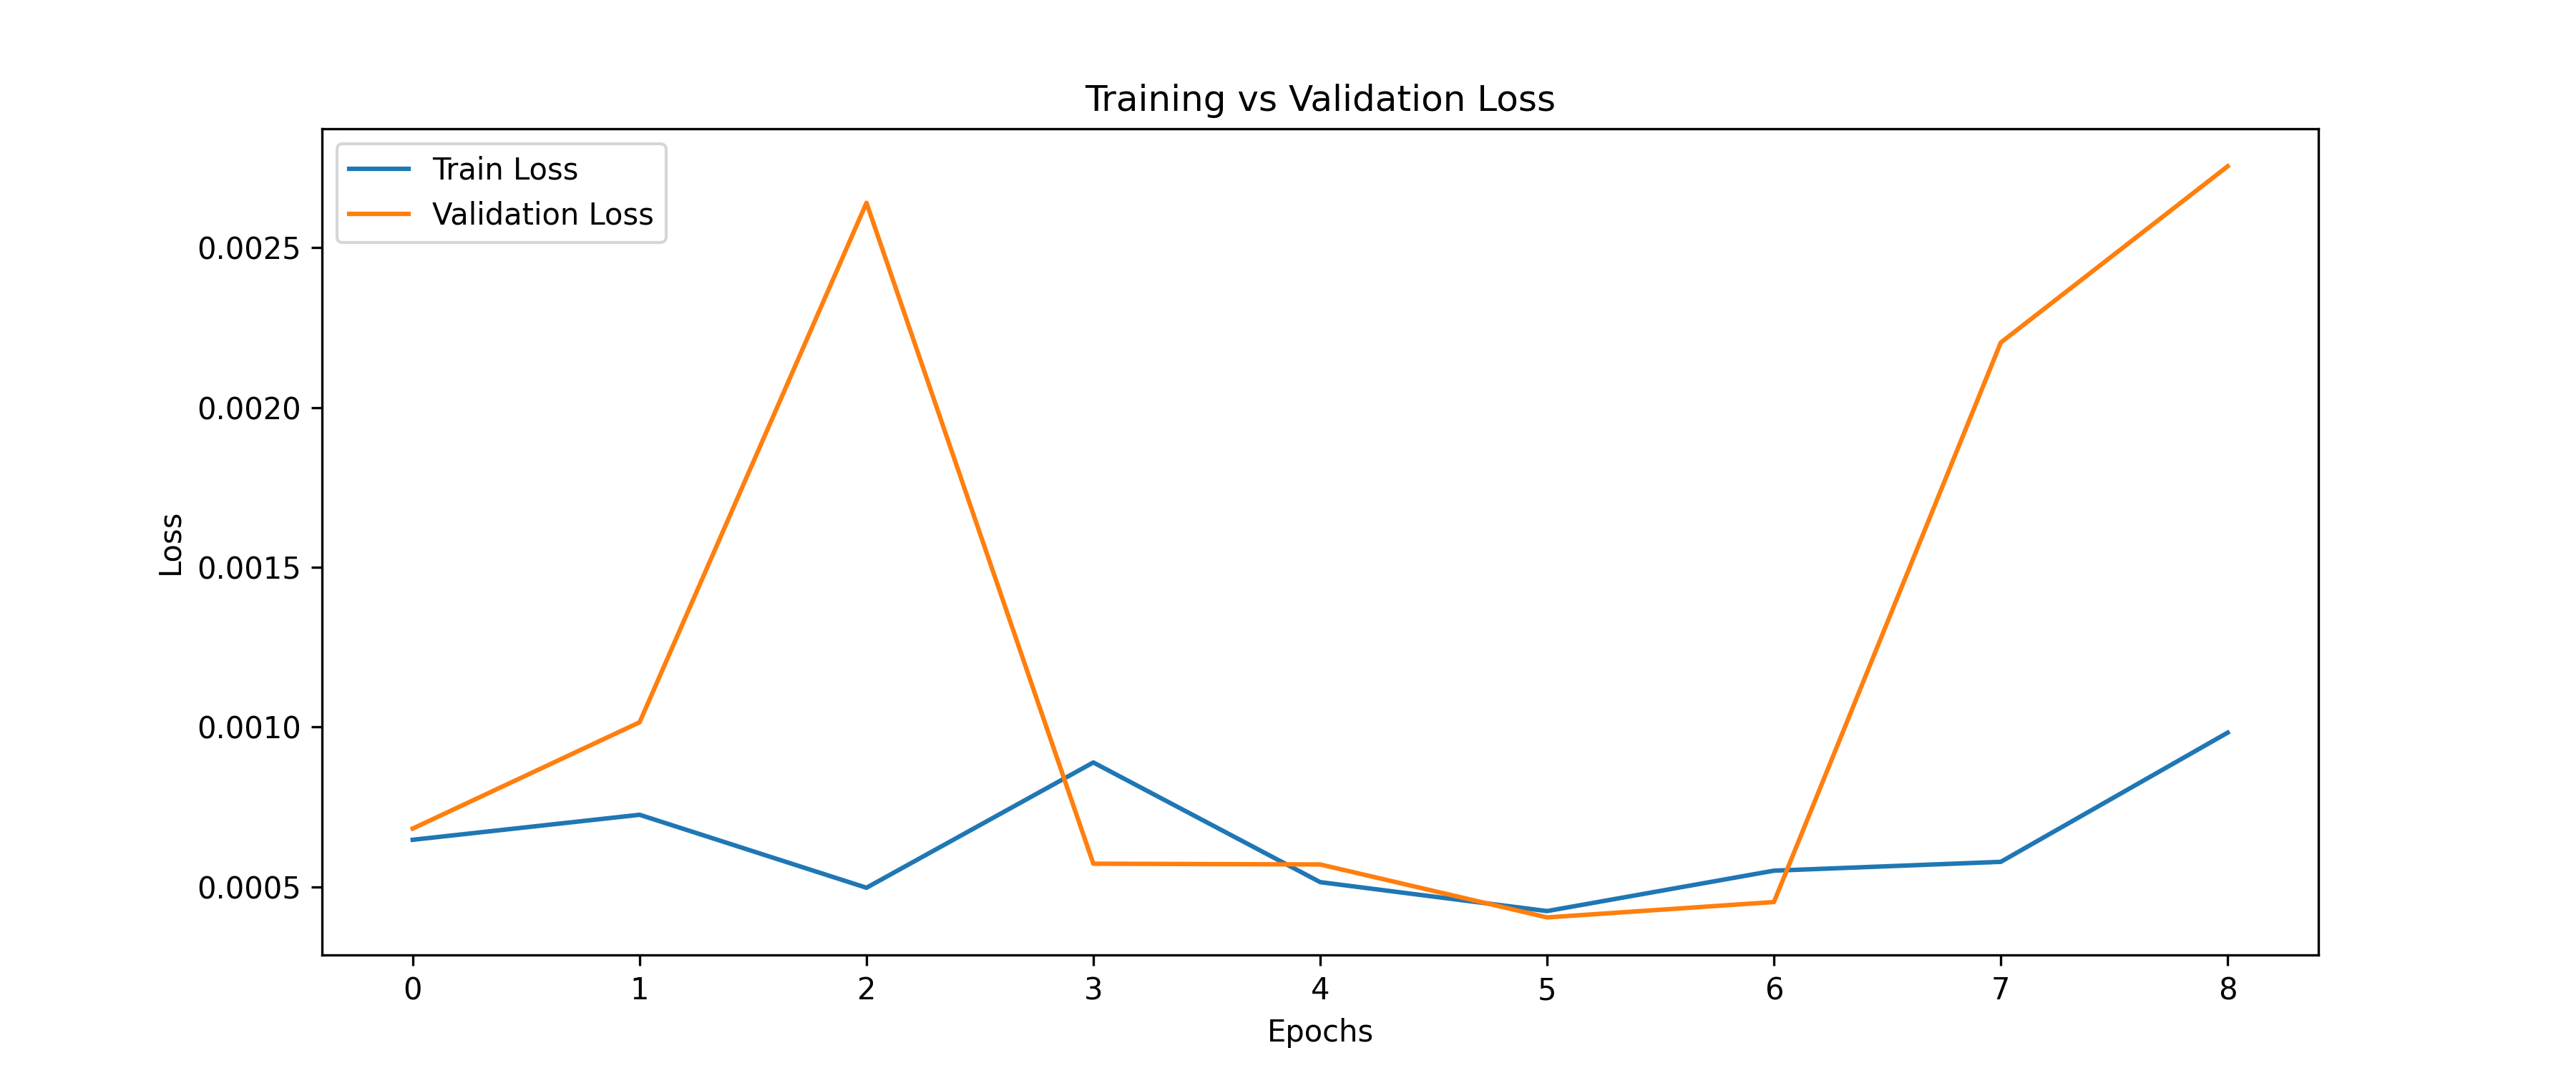 Training vs Validation Loss
Train Loss
Validation Loss
0.0025
0.0020
0.0015
0.0010
0.0005
Loss
0 1 2 3 4 5 6 7 8
Epochs